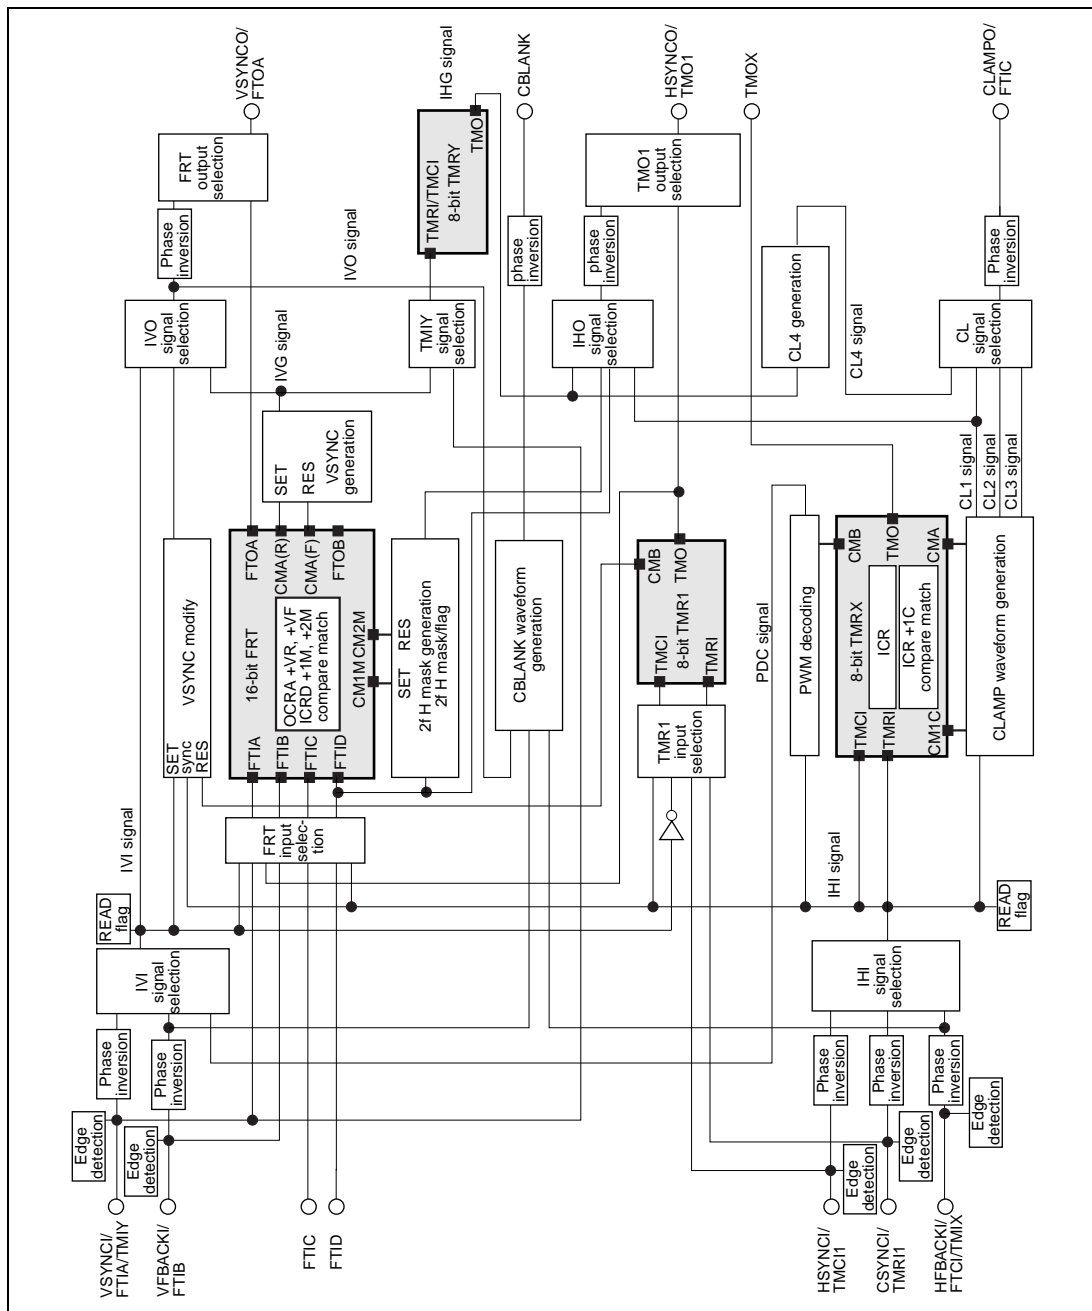 VSYNCO/
FTOA
IHG signal
CBLANK
HSYNCO/
TMO1
TMOX
CLAMPO/
FTIC
FRT
output
selection
TMO
TMRI/TMCI
8-bit TMRY
TMO1
output
selection
Phase
inversion
IVO signal
phase
inversion
phase
inversion
Phase
inversion
IVO
signal
selection
IVG signal
TMIY
signal
selection
IHO
signal
selection
CL4 generation
CL4 signal
CL
signal
selection
SET
RES
VSYNC
generation
CL1 signal
CL2 signal
CL3 signal
VSYNC modify
SET
sync
RES
FTOA
CMA(R)
CMA(F)
FTOB
16-bit FRT
OCRA +VR, +VF
ICRD +1M, +2M
compare match
CM1M CM2M
FTIA
FTIB
FTIC
FTID
SET RES
2f H mask generation
2f H mask/flag
CBLANK waveform
generation
CMB
TMO
8-bit TMR1
TMCI
TMRI
PDC signal
PWM decoding
CMB
TMO
CMA
8-bit TMRX
ICR
ICR +1C
compare match
TMCI
TMRI
CM1C
CLAMP waveform generation
TMR1
input
selection
IVI signal
FRT
input
selec-
tion
IHI signal
READ
flag
READ
flag
IVI
signal
selection
IHI
signal
selection
Phase
inversion
Phase
inversion
Phase
inversion
Phase
inversion
Phase
inversion
Edge
detection
Edge
detection
Edge
detection
Edge
detection
Edge
detection
VSYNCI/
FTIA/TMIY
VFBACKI/
FTIB
FTIC
FTID
HSYNCI/
TMCI1
CSYNCI/
TMRI1
HFBACKI/
FTCI/TMIX